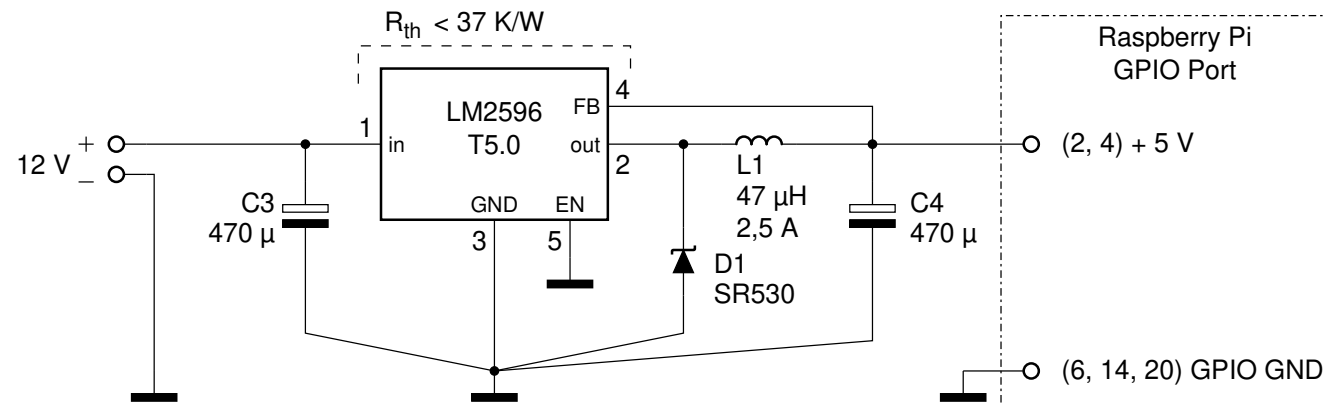 R_th < 37 K/W
Raspberry Pi
GPIO Port
LM2596
T5.0
FB
4
1
in
out
2
+
12 V
–
(2, 4) + 5 V
L1
47 µH
2,5 A
GND
EN
3
5
C3
470 µ
C4
470 µ
D1
SR530
(6, 14, 20) GPIO GND